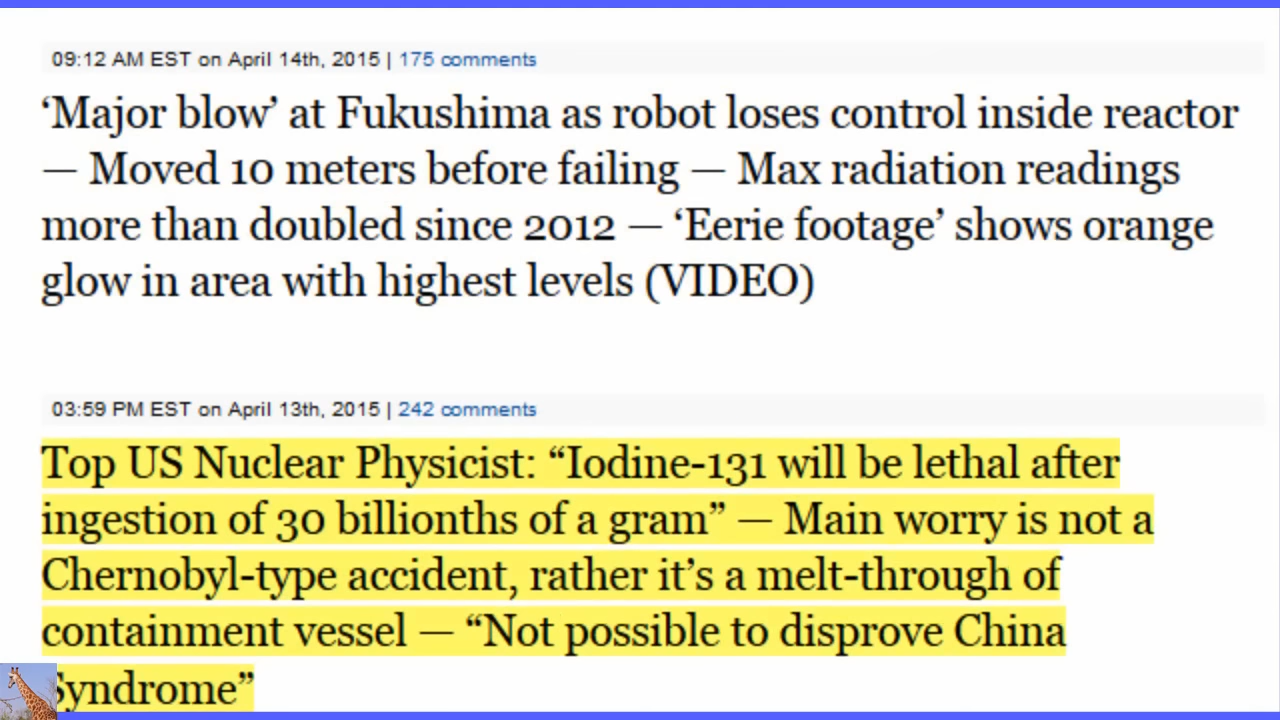 09:12 AM EST on April 14th, 2015 | 175 comments
‘Major blow’ at Fukushima as robot loses control inside reactor
— Moved 10 meters before failing — Max radiation readings
more than doubled since 2012 — ‘Eerie footage’ shows orange
glow in area with highest levels (VIDEO)
03:59 PM EST on April 13th, 2015 | 242 comments
Top US Nuclear Physicist: “Iodine-131 will be lethal after
ingestion of 30 billionths of a gram” — Main worry is not a
Chernobyl-type accident, rather it’s a melt-through of
containment vessel — “Not possible to disprove China
Syndrome”